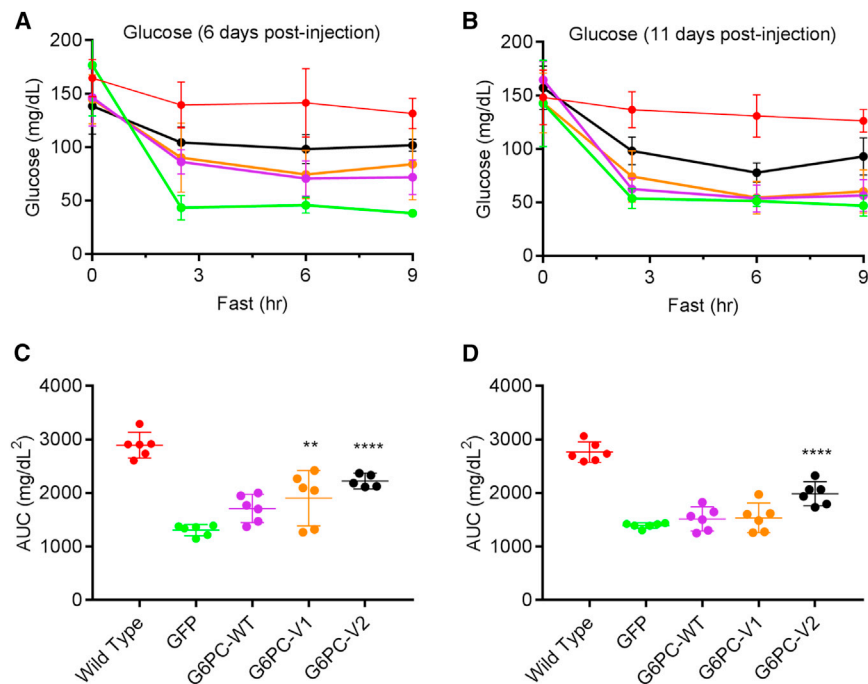 A
Glucose (6 days post-injection)
200
150
100
50
0
Glucose (mg/dL)
0 3 6 9
Fast (hr)
B
Glucose (11 days post-injection)
200
150
100
50
0
Glucose (mg/dL)
0 3 6 9
Fast (hr)
C
4000
3000
2000
1000
0
AUC (mg/dL²)
**
****
Wild Type
GFP
G6PC-WT
G6PC-V1
G6PC-V2
D
4000
3000
2000
1000
0
AUC (mg/dL²)
****
Wild Type
GFP
G6PC-WT
G6PC-V1
G6PC-V2